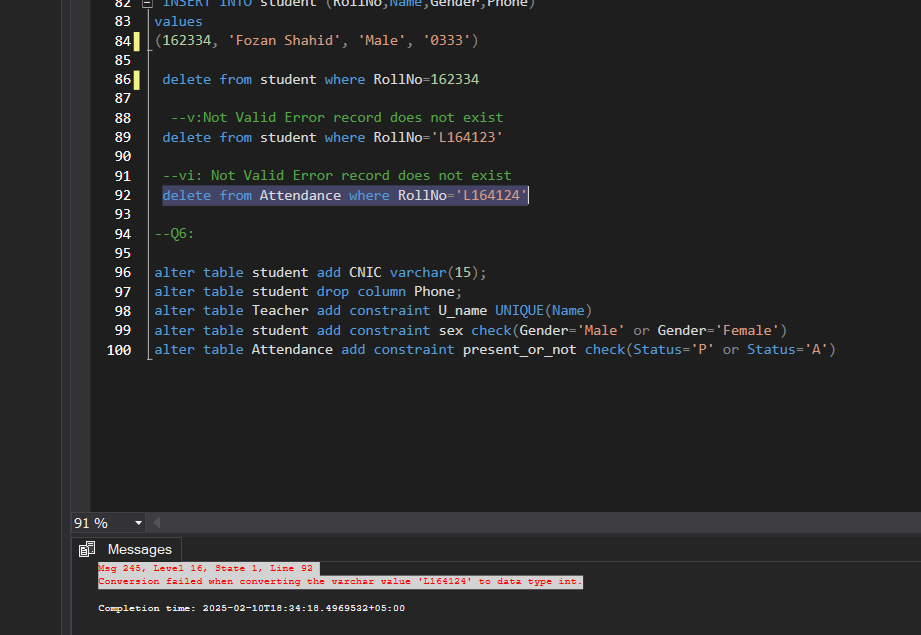 82 INSERT INTO student (RollNo,Name,Gender,Phone)
83 values
84 (162334, 'Fozan Shahid', 'Male', '0333')
85
86 delete from student where RollNo=162334
87
88 --v:Not Valid Error record does not exist
89 delete from student where RollNo='L164123'
90
91 --vi: Not Valid Error record does not exist
92 delete from Attendance where RollNo='L164124'
93
94 --Q6:
95
96 alter table student add CNIC varchar(15);
97 alter table student drop column Phone;
98 alter table Teacher add constraint U_name UNIQUE(Name)
99 alter table student add constraint sex check(Gender='Male' or Gender='Female')
100 alter table Attendance add constraint present_or_not check(Status='P' or Status='A')
91 %
Messages
Msg 245, Level 16, State 1, Line 92
Conversion failed when converting the varchar value 'L164124' to data type int.
Completion time: 2025-02-10T18:34:18.4969532+05:00